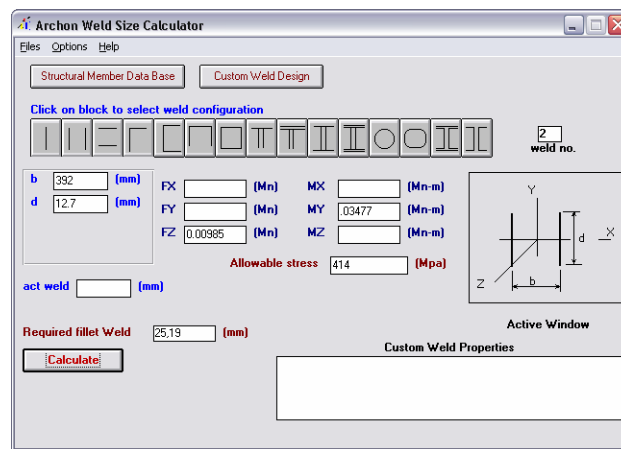 Archon Weld Size Calculator
Files Options Help
Structural Member Data Base Custom Weld Design
Click on block to select weld configuration
2
weld no.
b 392 (mm)
d 12.7 (mm)
FX (Mn) MX (Mn-m)
FY (Mn) MY .03477 (Mn-m)
FZ 0.00985 (Mn) MZ (Mn-m)
Allowable stress 414 (Mpa)
act weld (mm)
Y
X
d
Z
b
Required fillet Weld 25,19 (mm)
Active Window
Calculate
Custom Weld Properties